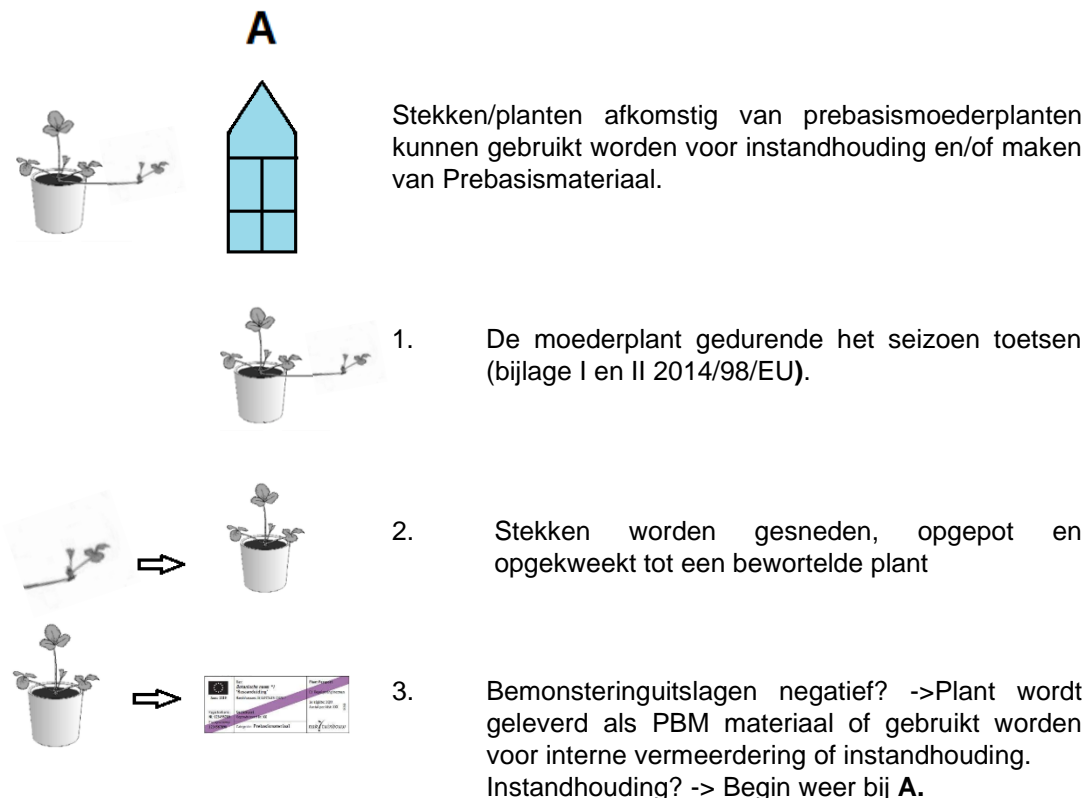 A
Stekken/planten afkomstig van prebasismoederplanten
kunnen gebruikt worden voor instandhouding en/of maken
van Prebasismateriaal.
1. De moederplant gedurende het seizoen toetsen
(bijlage I en II 2014/98/EU).
2. Stekken worden gesneden, opgepot en
opgekweekt tot een bewortelde plant
3. Bemonsteringuitslagen negatief? ->Plant wordt
geleverd als PBM materiaal of gebruikt worden
voor interne vermeerdering of instandhouding.
Instandhouding? -> Begin weer bij A.